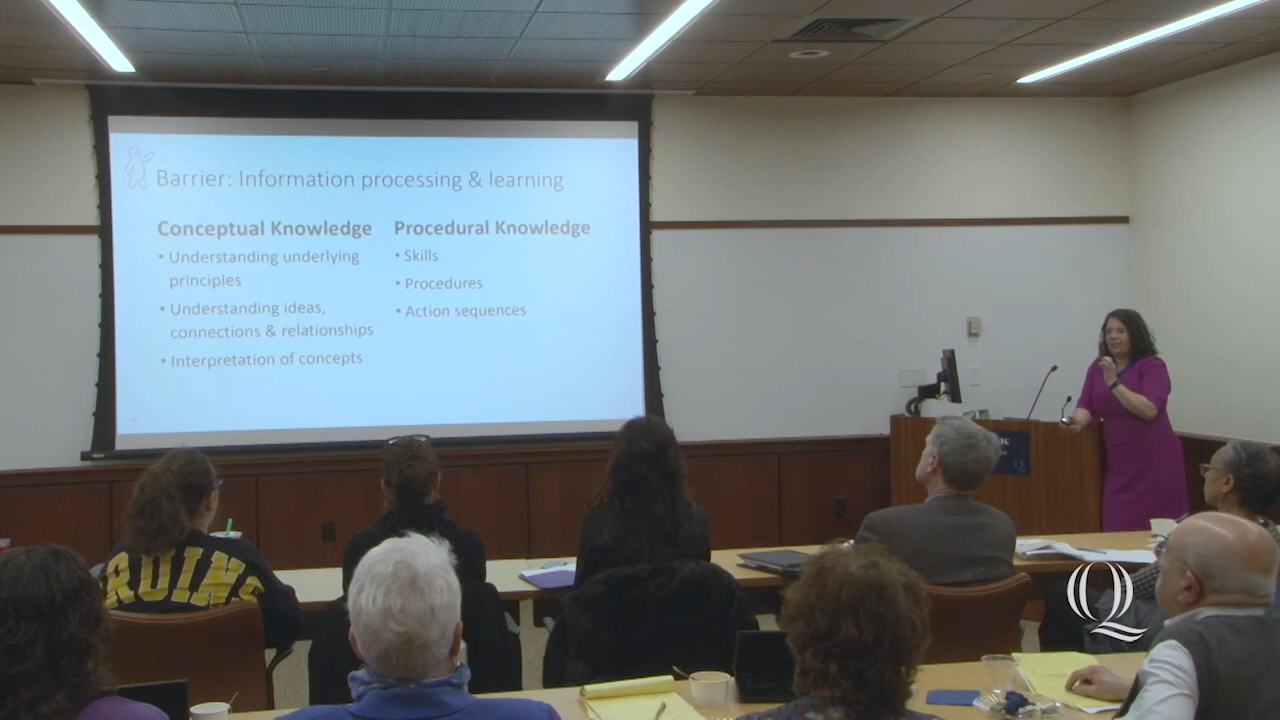 Barrier: Information processing & learning
Conceptual Knowledge
• Understanding underlying
principles
• Understanding ideas,
connections & relationships
• Interpretation of concepts
Procedural Knowledge
• Skills
• Procedures
• Action sequences
RUINS
Q